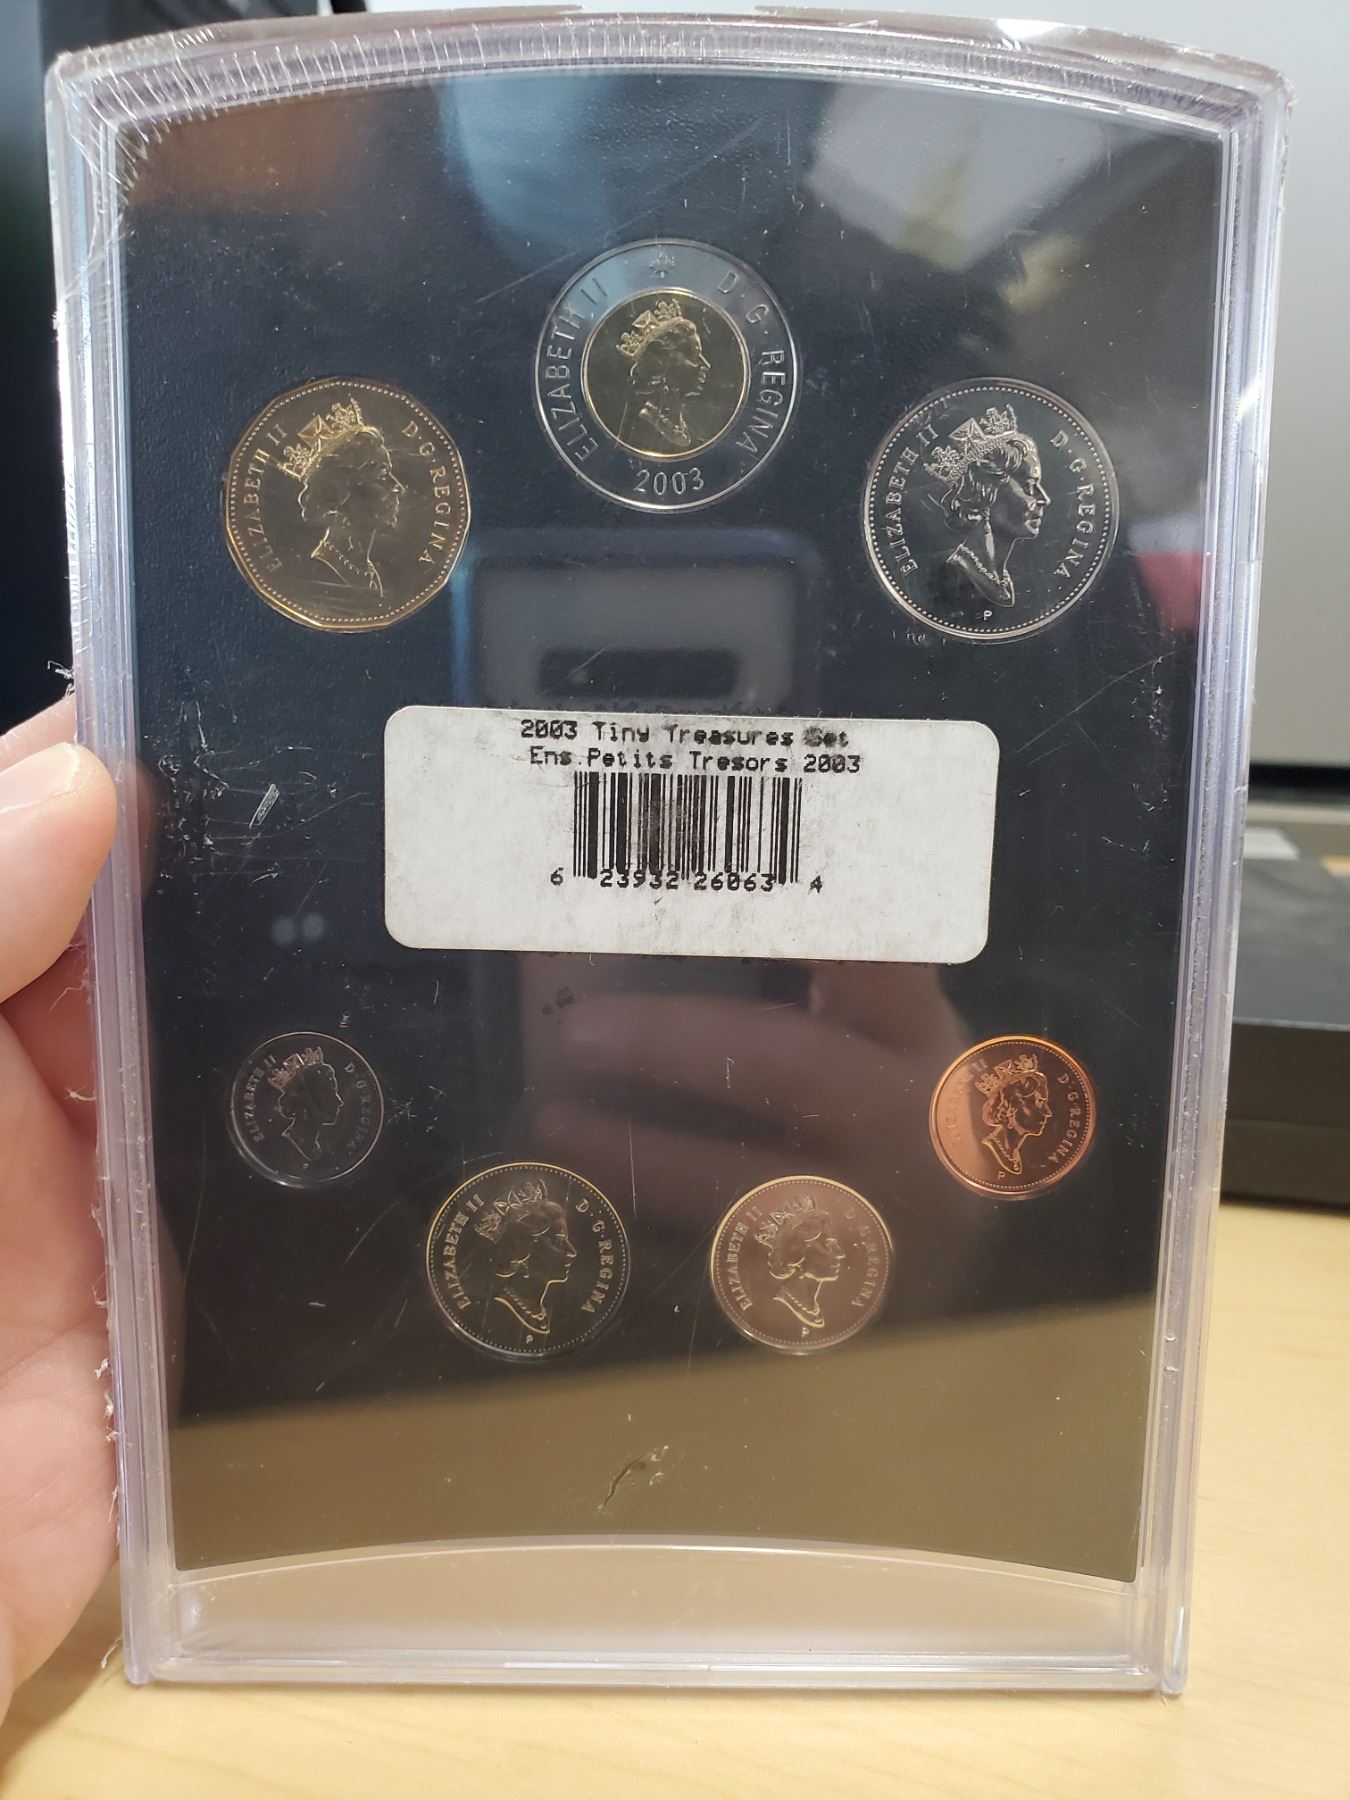 ELIZABETH II D·G·REGINA
2003
ELIZABETH II D·G·REGINA
ELIZABETH II D·G·REGINA
P
2003 Tiny Treasures Set
Ens.Petits Tresors 2003
6 23932 26063 4
ELIZABETH II D·G·REGINA
P
ELIZABETH II D·G·REGINA
P
ELIZABETH II D·G·REGINA
P
ELIZABETH II D·G·REGINA
P